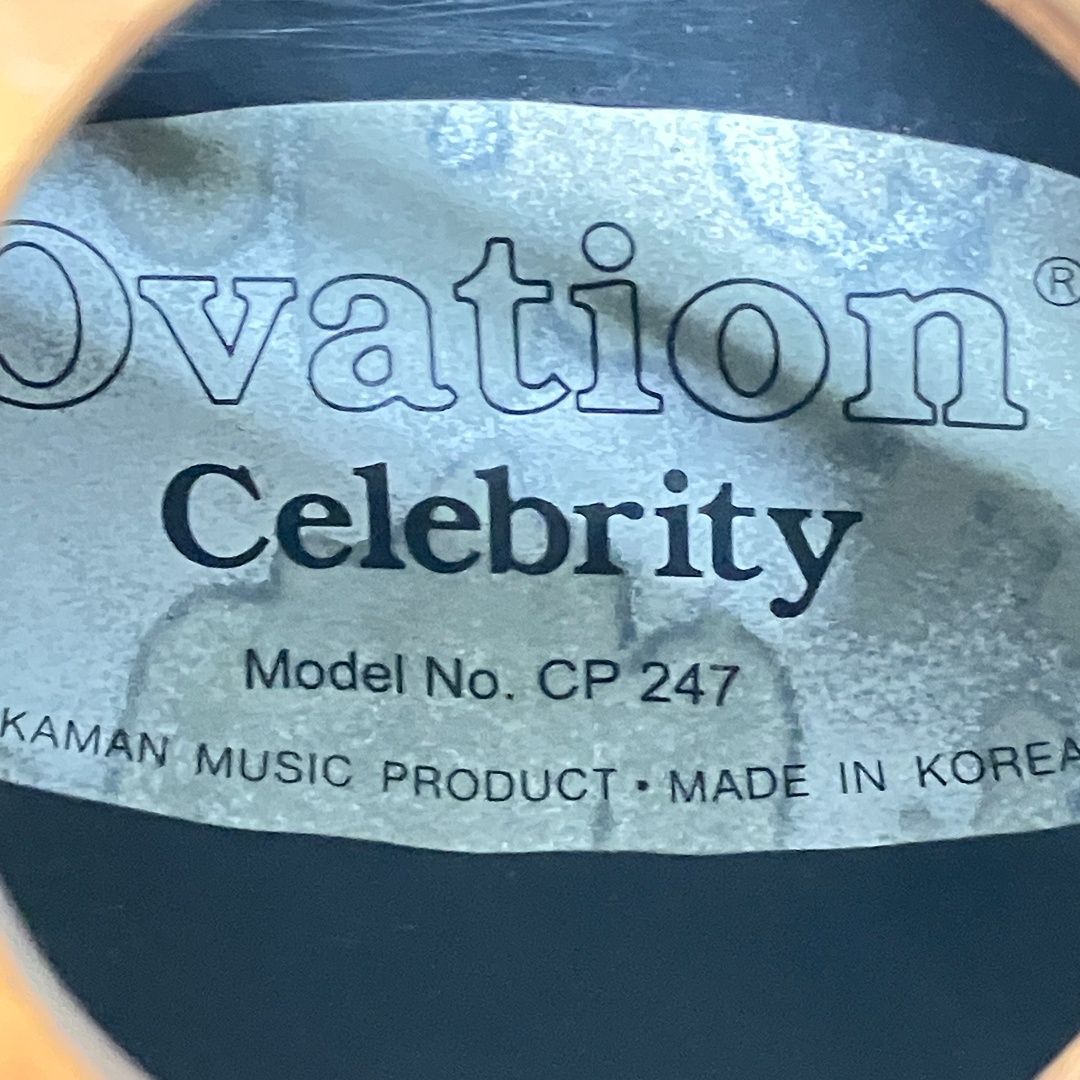 Ovation®
Celebrity
Model No. CP 247
KAMAN MUSIC PRODUCT • MADE IN KOREA